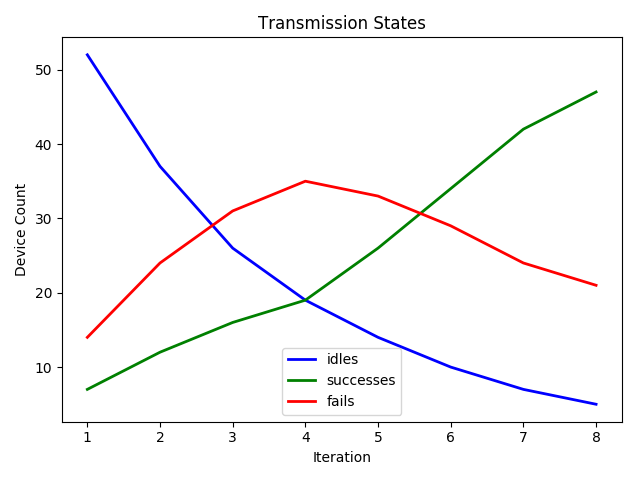 Transmission States
Device Count
50
40
30
20
10
idles
successes
fails
1 2 3 4 5 6 7 8
Iteration